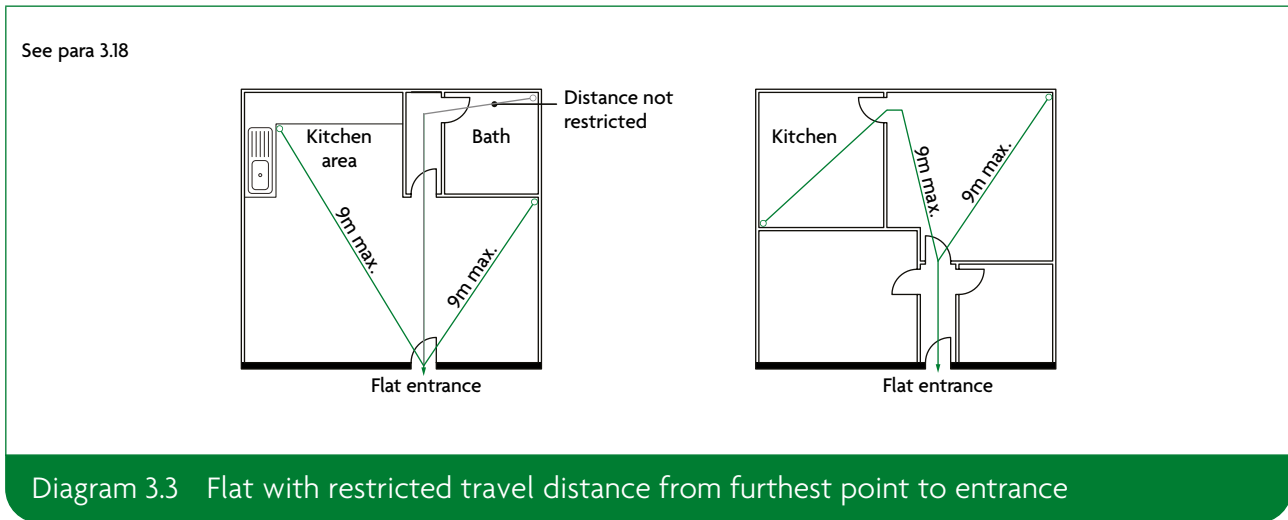 See para 3.18
Distance not
restricted
Kitchen
area
Bath
9m max.
9m max.
Flat entrance
Kitchen
9m max.
9m max.
Flat entrance
Diagram 3.3 Flat with restricted travel distance from furthest point to entrance